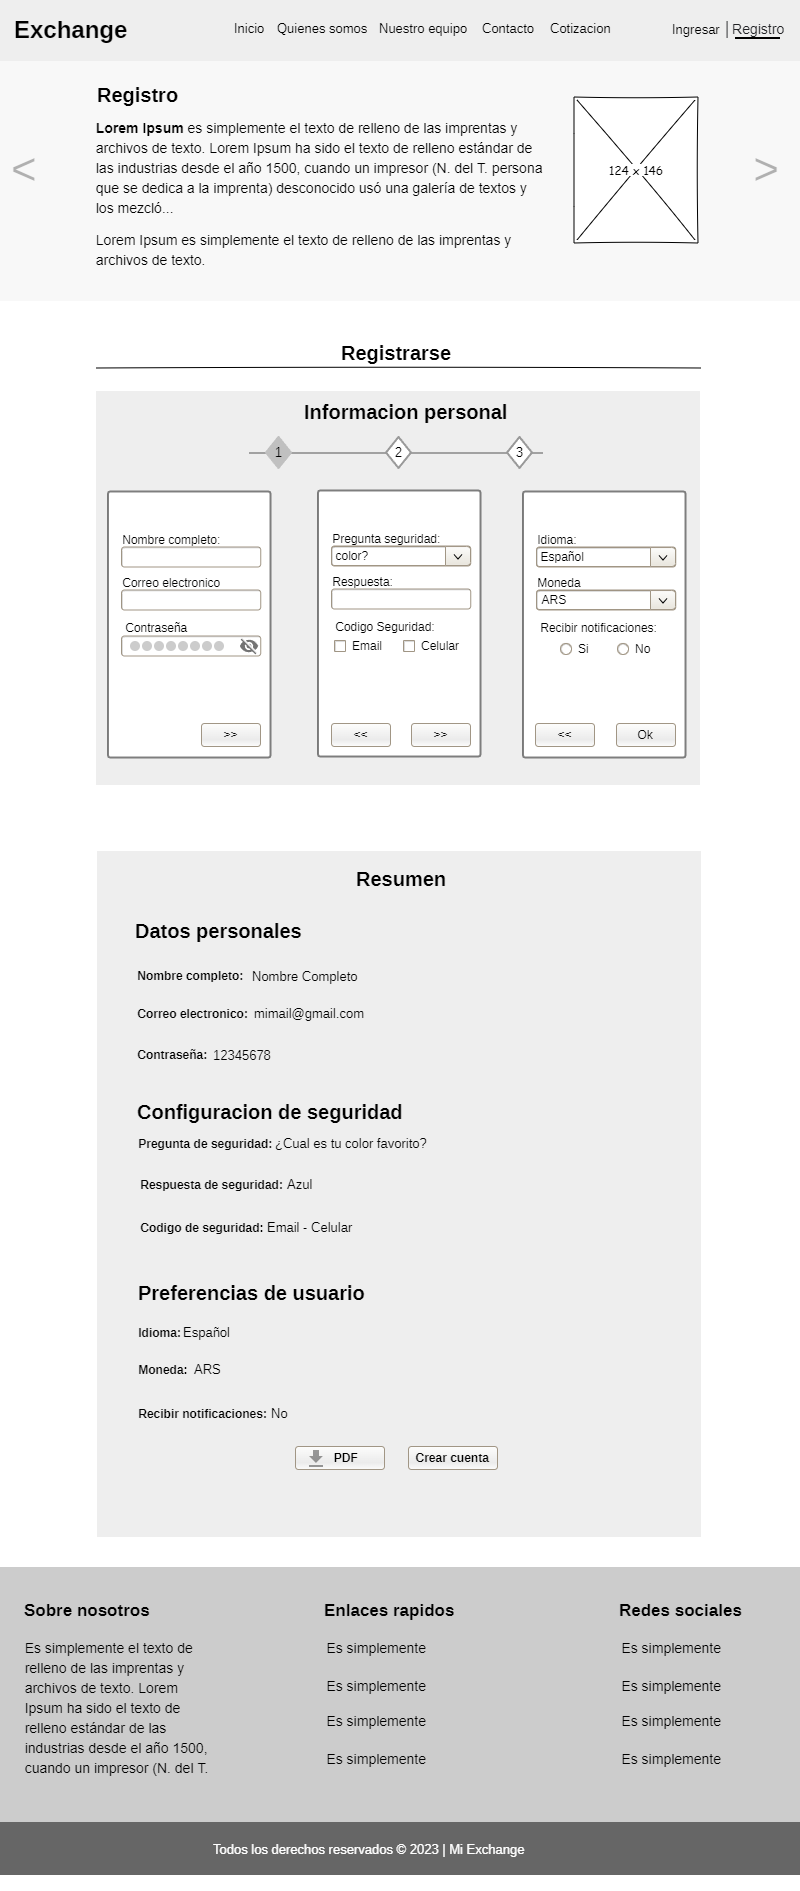 Exchange
Inicio Quienes somos Nuestro equipo Contacto Cotizacion Ingresar | Registro
Registro
Lorem Ipsum es simplemente el texto de relleno de las imprentas y
archivos de texto. Lorem Ipsum ha sido el texto de relleno estándar de
las industrias desde el año 1500, cuando un impresor (N. del T. persona
que se dedica a la imprenta) desconocido usó una galería de textos y
los mezcló...
Lorem Ipsum es simplemente el texto de relleno de las imprentas y
archivos de texto.
<
124 x 146
>
Registrarse
Informacion personal
1 2 3
Nombre completo:
Correo electronico
Contraseña
>>
Pregunta seguridad:
color?
Respuesta:
Codigo Seguridad:
Email Celular
<< >>
Idioma:
Español
Moneda
ARS
Recibir notificaciones:
Si No
<< Ok
Resumen
Datos personales
Nombre completo: Nombre Completo
Correo electronico: mimail@gmail.com
Contraseña: 12345678
Configuracion de seguridad
Pregunta de seguridad: ¿Cual es tu color favorito?
Respuesta de seguridad: Azul
Codigo de seguridad: Email - Celular
Preferencias de usuario
Idioma: Español
Moneda: ARS
Recibir notificaciones: No
PDF Crear cuenta
Sobre nosotros
Es simplemente el texto de
relleno de las imprentas y
archivos de texto. Lorem
Ipsum ha sido el texto de
relleno estándar de las
industrias desde el año 1500,
cuando un impresor (N. del T.
Enlaces rapidos
Es simplemente
Es simplemente
Es simplemente
Es simplemente
Redes sociales
Es simplemente
Es simplemente
Es simplemente
Es simplemente
Todos los derechos reservados © 2023 | Mi Exchange